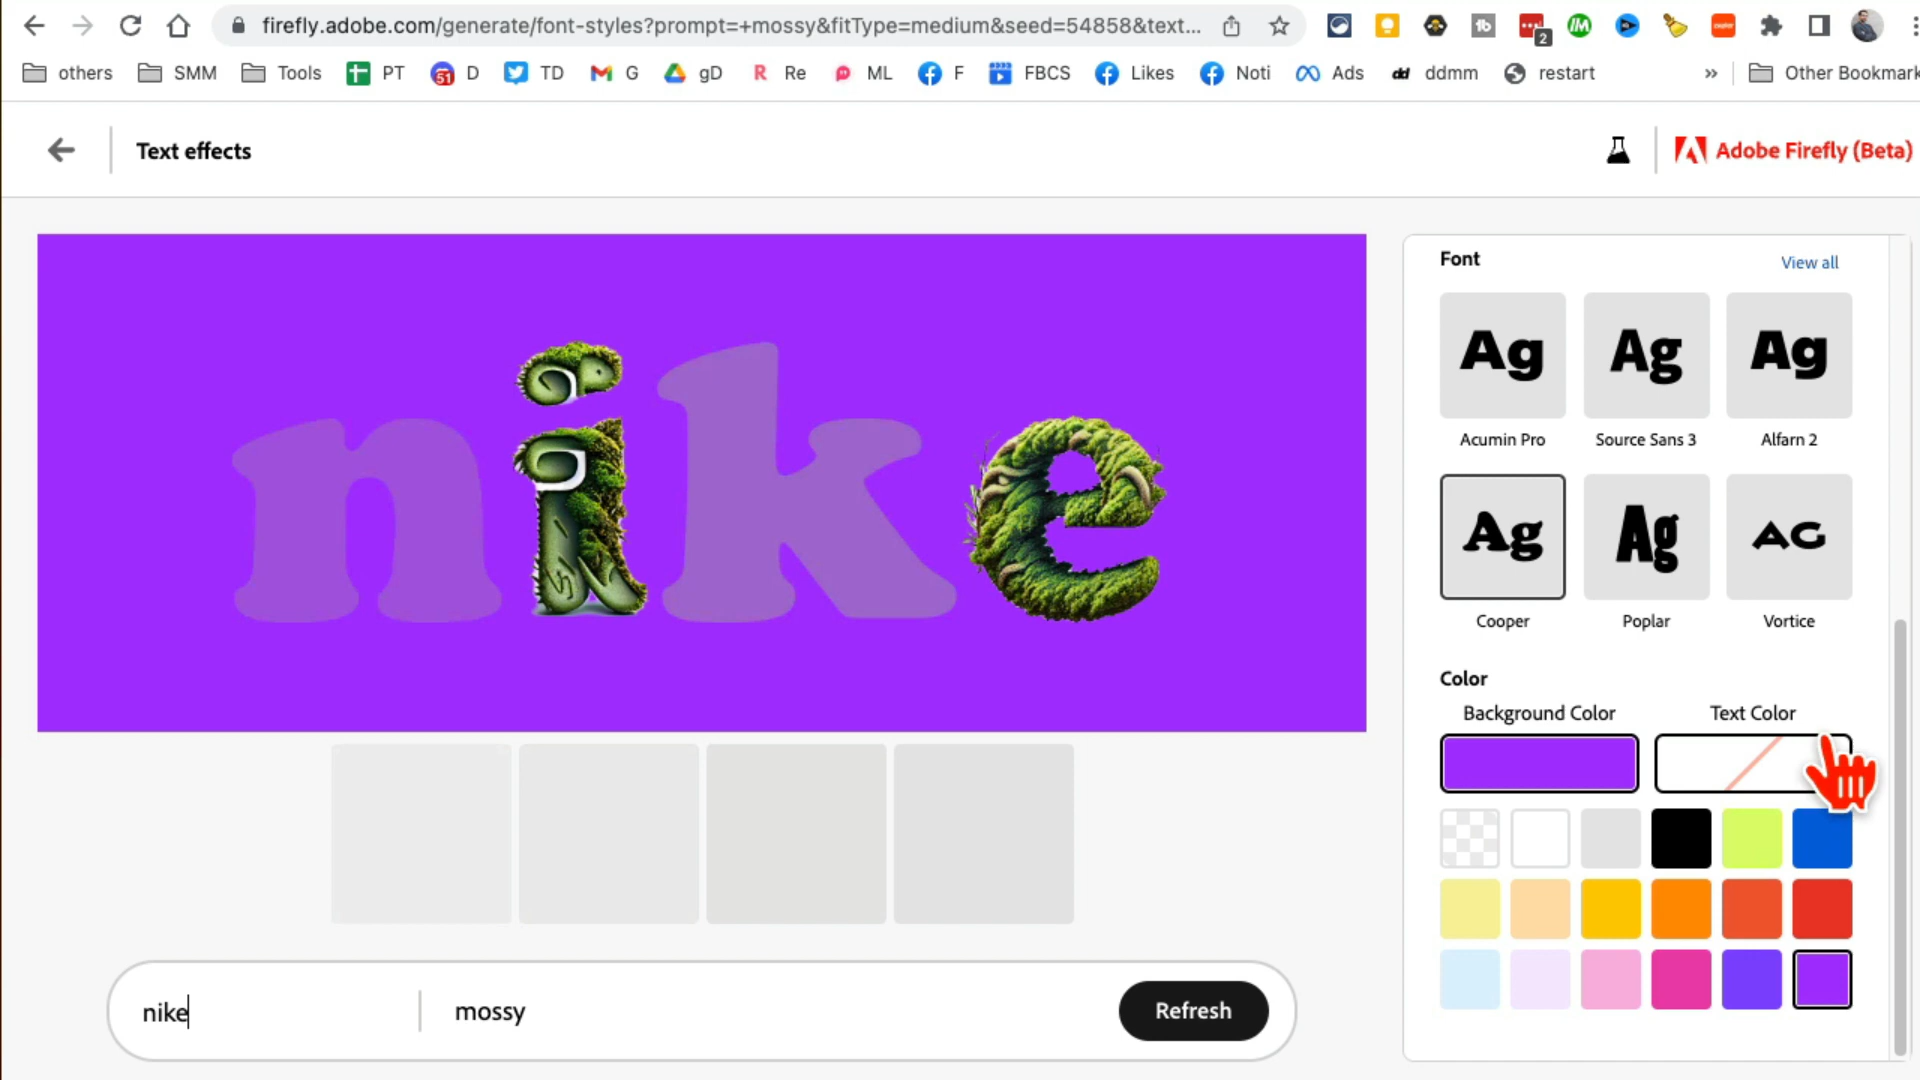 firefly.adobe.com/generate/font-styles?prompt=+mossy&fitType=medium&seed=54858&text...
2
others SMM Tools PT 51 D TD G gD R Re ML F FBCS Likes Noti Ads dd ddmm restart » Other Bookmark
Text effects
Adobe Firefly (Beta)
nike
Font View all
Ag Ag Ag
Acumin Pro Source Sans 3 Alfarn 2
Ag Ag AG
Cooper Poplar Vortice
Color
Background Color Text Color
nike mossy Refresh